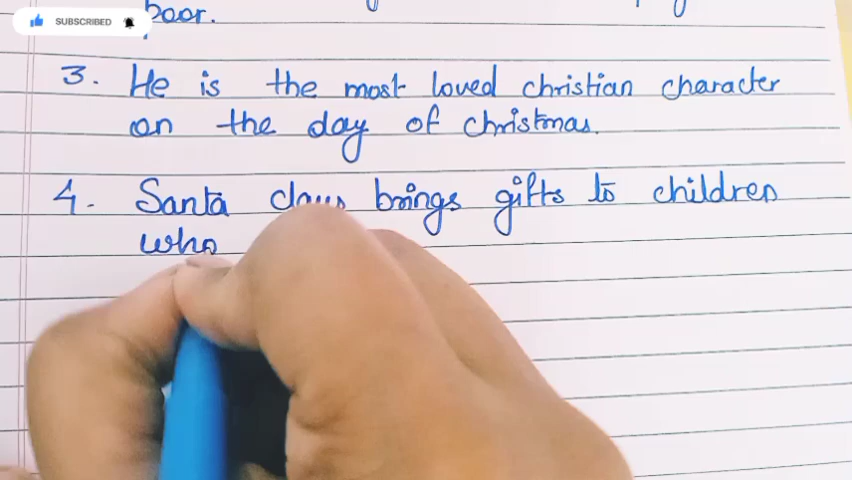 SUBSCRIBED
poor.
3. He is the most loved christian character
on the day of christmas.
4. Santa claus brings gifts to children
who